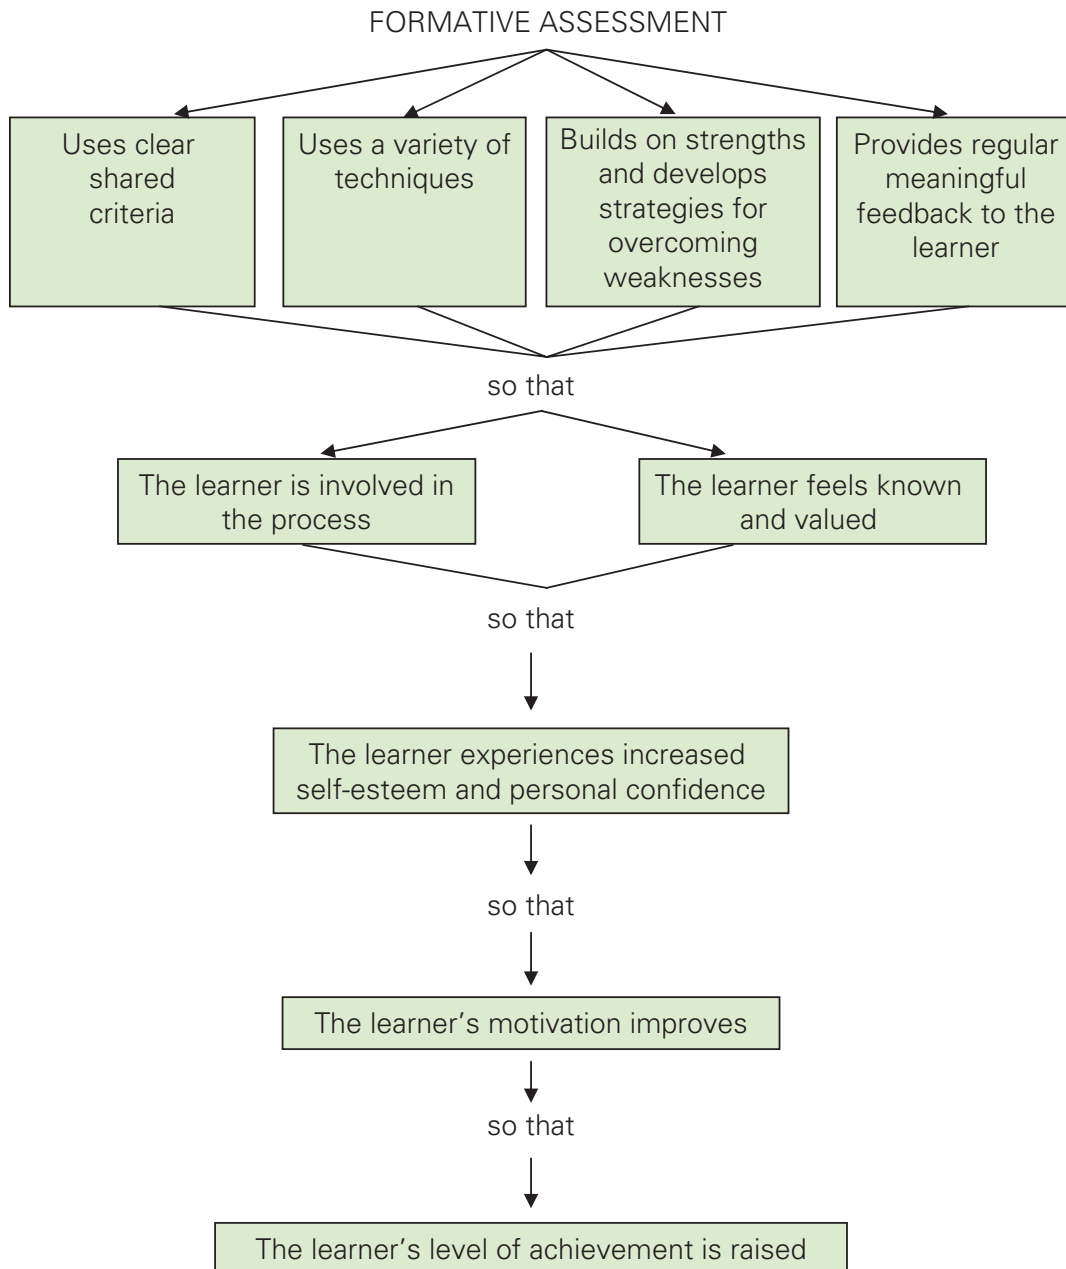 FORMATIVE ASSESSMENT
Uses clear
shared
criteria
Uses a variety of
techniques
Builds on strengths
and develops
strategies for
overcoming
weaknesses
Provides regular
meaningful
feedback to the
learner
so that
The learner is involved in
the process
The learner feels known
and valued
so that
The learner experiences increased
self-esteem and personal confidence
so that
The learner’s motivation improves
so that
The learner’s level of achievement is raised